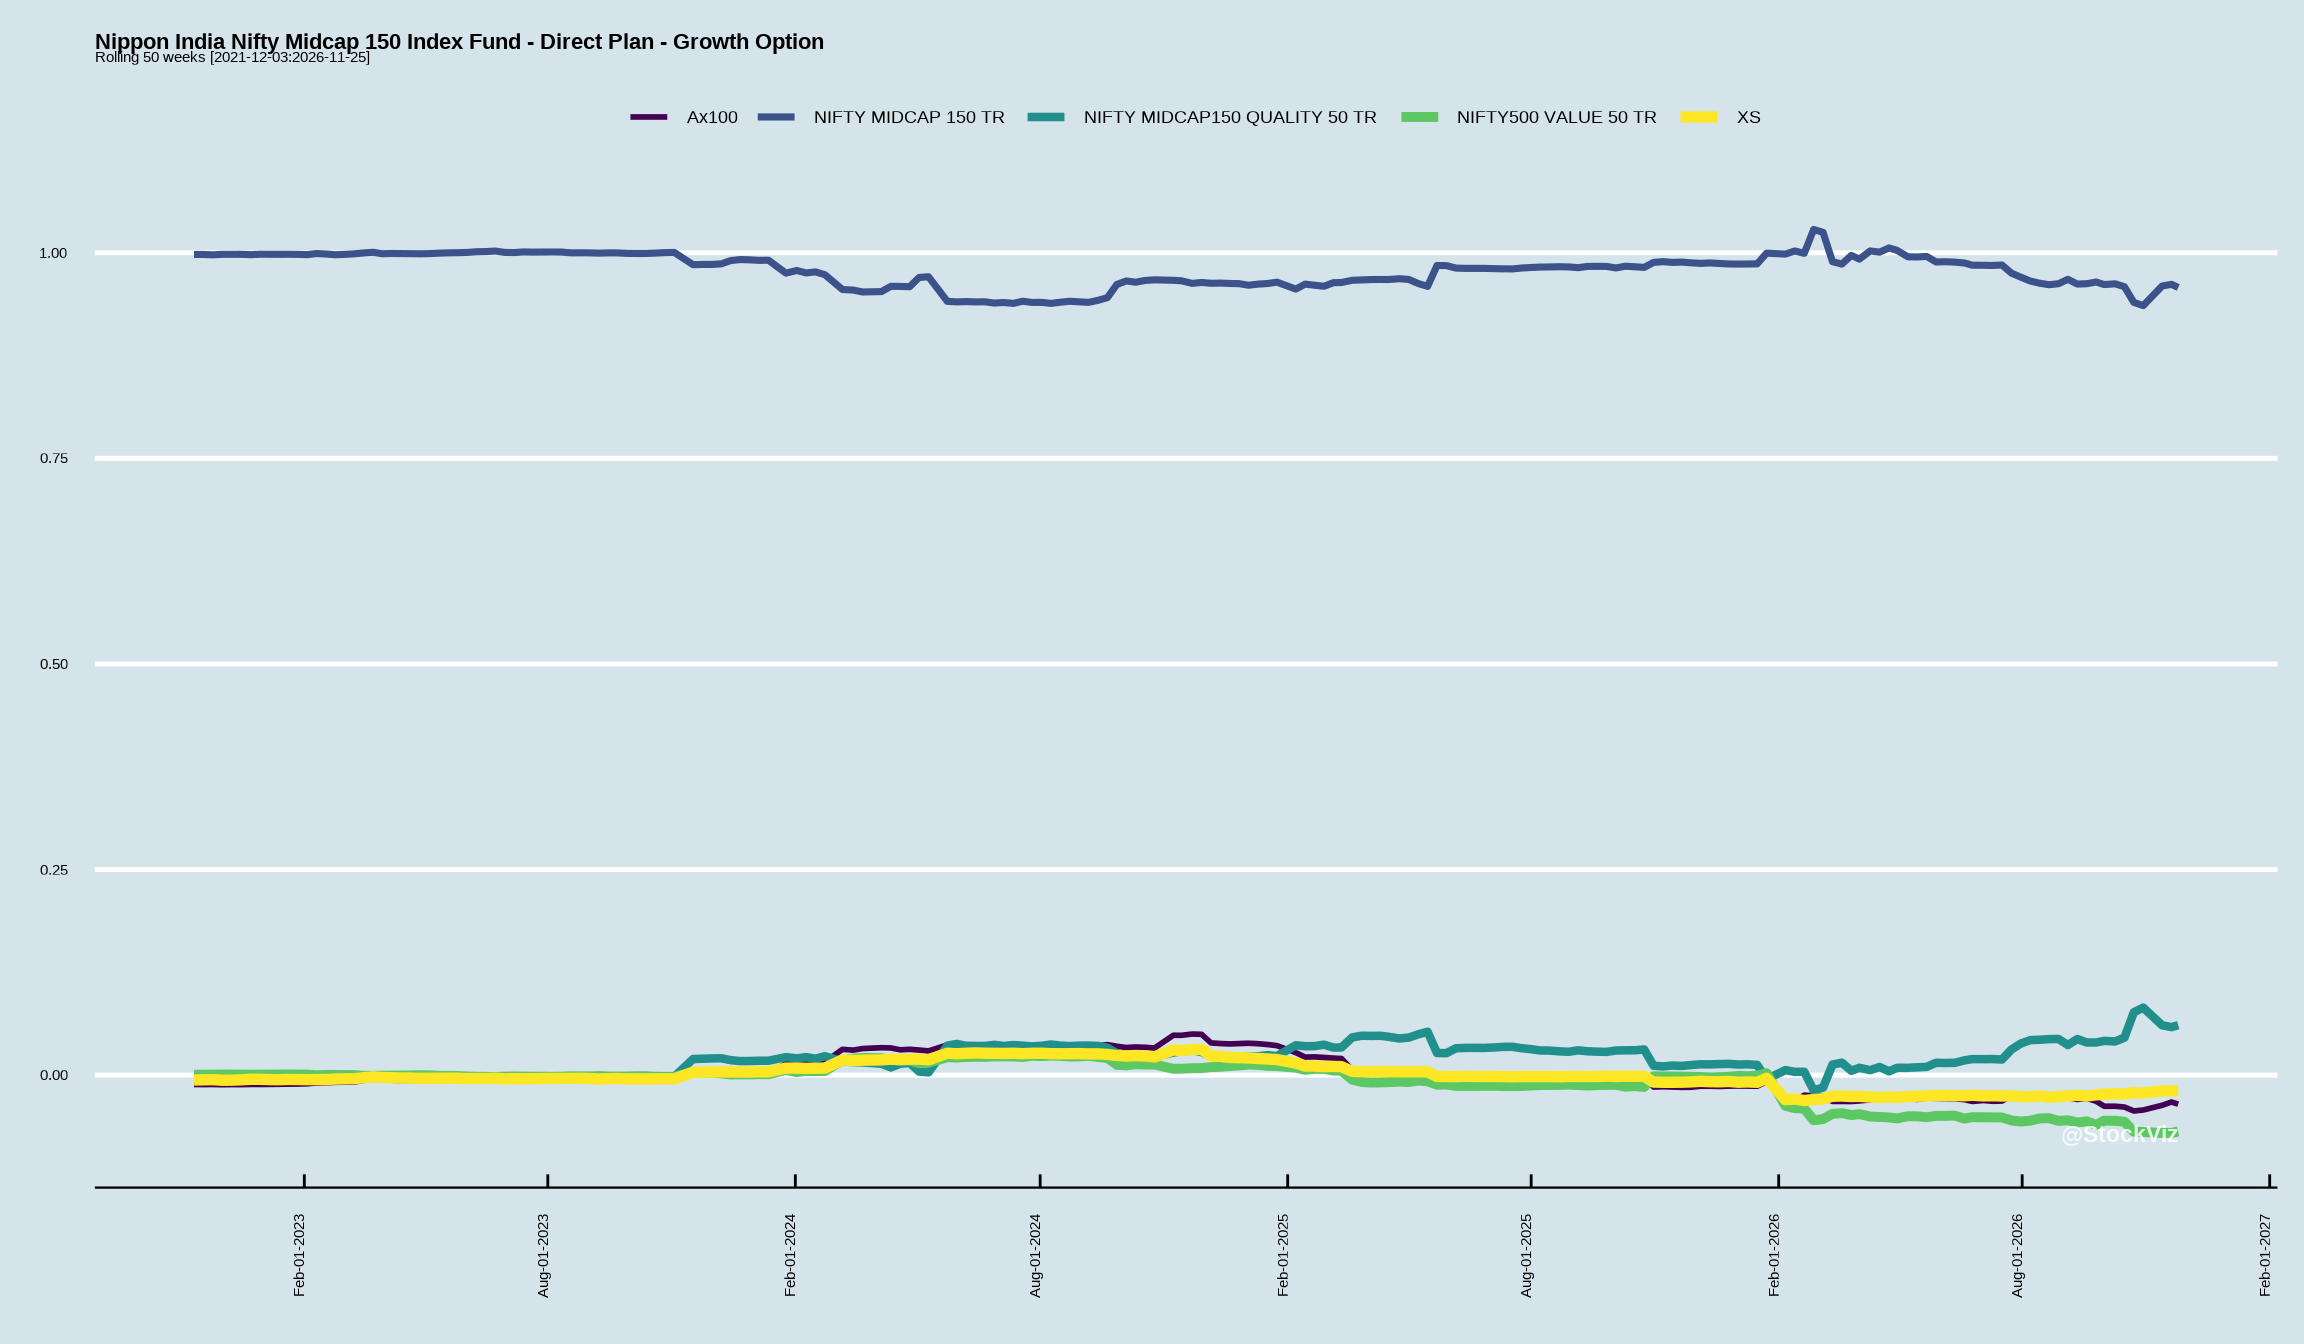 Nippon India Nifty Midcap 150 Index Fund - Direct Plan - Growth Option
Rolling 50 weeks [2021-12-03:2026-11-25]
Ax100 NIFTY MIDCAP 150 TR NIFTY MIDCAP150 QUALITY 50 TR NIFTY500 VALUE 50 TR XS
1.00
0.75
0.50
0.25
0.00
@StockViz
Feb-01-2023
Aug-01-2023
Feb-01-2024
Aug-01-2024
Feb-01-2025
Aug-01-2025
Feb-01-2026
Aug-01-2026
Feb-01-2027